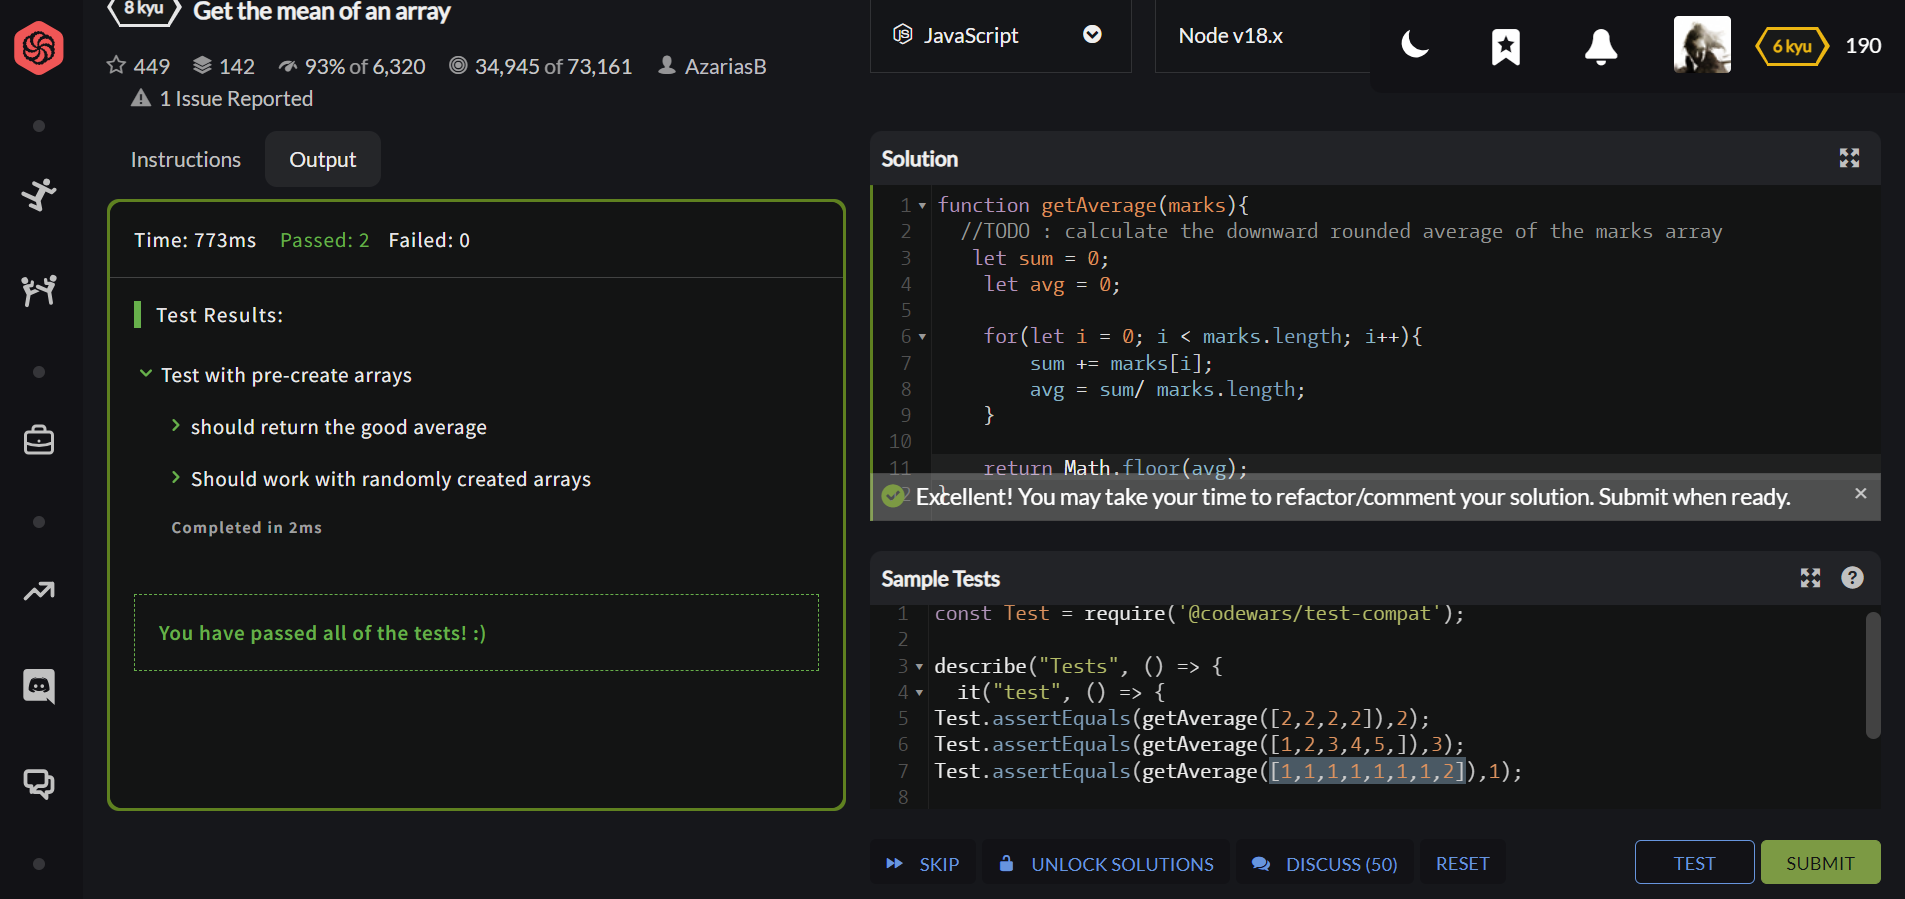 8 kyu
Get the mean of an array
449 142 93% of 6,320 34,945 of 73,161 AzariasB
1 Issue Reported
JavaScript
Node v18.x
6 kyu
190
Instructions
Output
Time: 773ms Passed: 2 Failed: 0
Test Results:
Test with pre-create arrays
should return the good average
Should work with randomly created arrays
Completed in 2ms
You have passed all of the tests! :)
Solution
1 function getAverage(marks){
2 //TODO : calculate the downward rounded average of the marks array
3 let sum = 0;
4 let avg = 0;
5
6 for(let i = 0; i < marks.length; i++){
7 sum += marks[i];
8 avg = sum/ marks.length;
9 }
10
11 return Math.floor(avg);
2 }
Excellent! You may take your time to refactor/comment your solution. Submit when ready.
Sample Tests
1 const Test = require('@codewars/test-compat');
2
3 describe("Tests", () => {
4 it("test", () => {
5 Test.assertEquals(getAverage([2,2,2,2]),2);
6 Test.assertEquals(getAverage([1,2,3,4,5,]),3);
7 Test.assertEquals(getAverage([1,1,1,1,1,1,1,2]),1);
8
SKIP
UNLOCK SOLUTIONS
DISCUSS (50)
RESET
TEST
SUBMIT